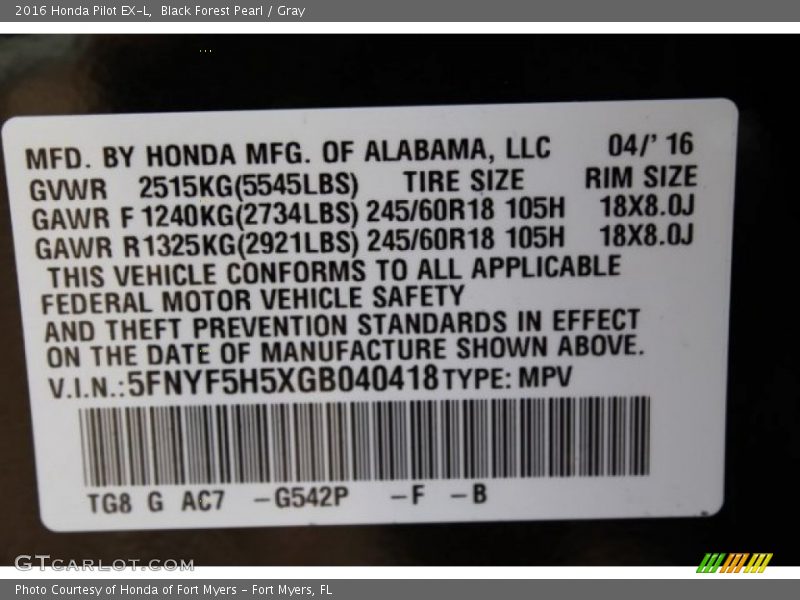 2016 Honda Pilot EX-L, Black Forest Pearl / Gray
MFD. BY HONDA MFG. OF ALABAMA, LLC 04/' 16
GVWR 2515KG(5545LBS) TIRE SIZE RIM SIZE
GAWR F 1240KG(2734LBS) 245/60R18 105H 18X8.0J
GAWR R1325KG(2921LBS) 245/60R18 105H 18X8.0J
THIS VEHICLE CONFORMS TO ALL APPLICABLE
FEDERAL MOTOR VEHICLE SAFETY
AND THEFT PREVENTION STANDARDS IN EFFECT
ON THE DATE OF MANUFACTURE SHOWN ABOVE.
V.I.N.:5FNYF5H5XGB040418 TYPE: MPV
TG8 G AC7 -G542P -F -B
GTCARLOT.COM
Photo Courtesy of Honda of Fort Myers - Fort Myers, FL